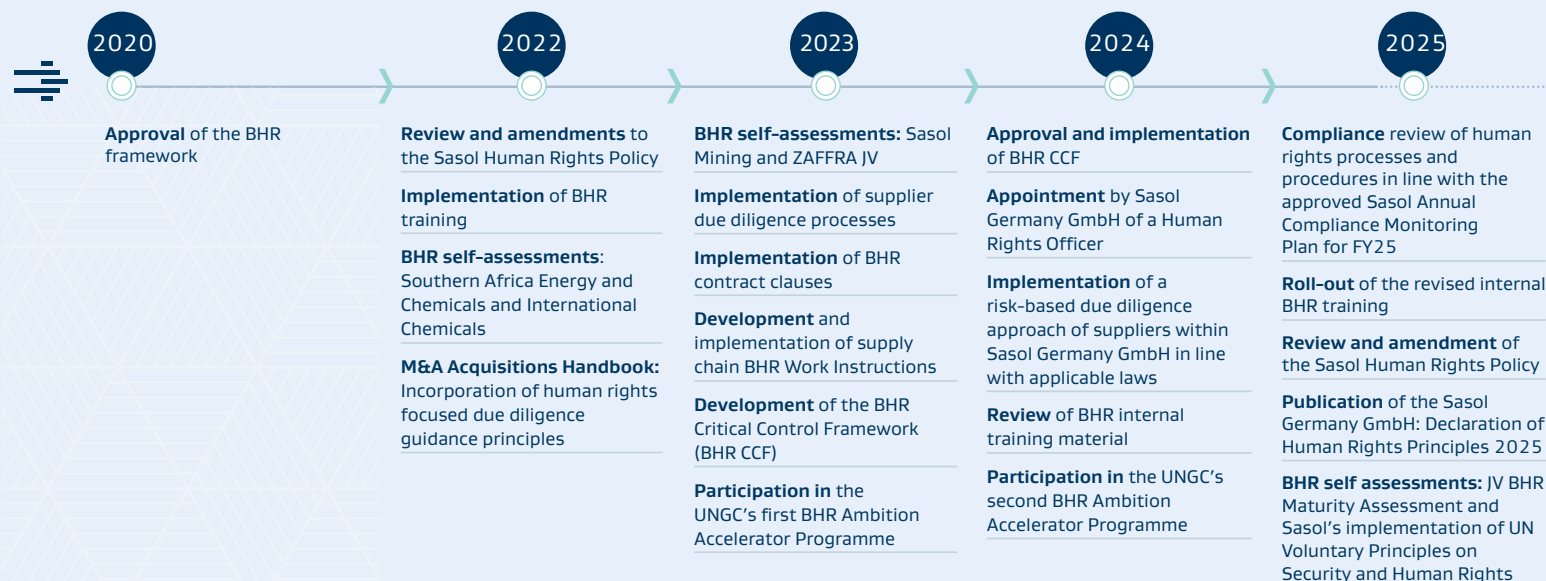 2020
Approval of the BHR
framework
2022
Review and amendments to
the Sasol Human Rights Policy
Implementation of BHR
training
BHR self-assessments:
Southern Africa Energy and
Chemicals and International
Chemicals
M&A Acquisitions Handbook:
Incorporation of human rights
focused due diligence
guidance principles
2023
BHR self-assessments: Sasol
Mining and ZAFFRA JV
Implementation of supplier
due diligence processes
Implementation of BHR
contract clauses
Development and
implementation of supply
chain BHR Work Instructions
Development of the BHR
Critical Control Framework
(BHR CCF)
Participation in the
UNGC’s first BHR Ambition
Accelerator Programme
2024
Approval and implementation
of BHR CCF
Appointment by Sasol
Germany GmbH of a Human
Rights Officer
Implementation of a
risk-based due diligence
approach of suppliers within
Sasol Germany GmbH in line
with applicable laws
Review of BHR internal
training material
Participation in the UNGC’s
second BHR Ambition
Accelerator Programme
2025
Compliance review of human
rights processes and
procedures in line with the
approved Sasol Annual
Compliance Monitoring
Plan for FY25
Roll-out of the revised internal
BHR training
Review and amendment of
the Sasol Human Rights Policy
Publication of the Sasol
Germany GmbH: Declaration of
Human Rights Principles 2025
BHR self assessments: JV BHR
Maturity Assessment and
Sasol’s implementation of UN
Voluntary Principles on
Security and Human Rights